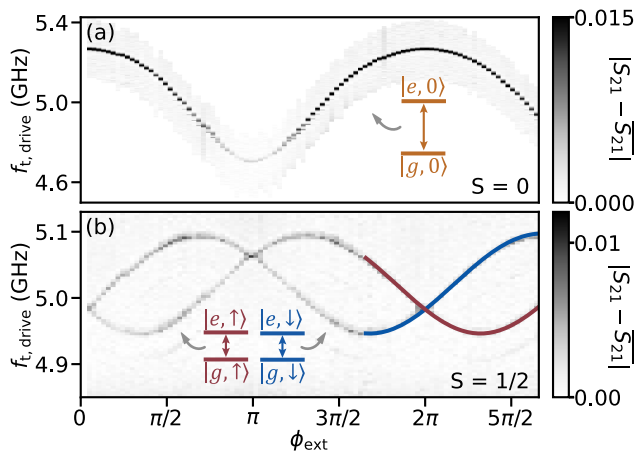 (a)
5.4
5.0
4.6
f_t,drive (GHz)
|e, 0⟩
|g, 0⟩
S = 0
0.015
0.000
|S₂₁ − S̅₂₁|
(b)
5.1
5.0
4.9
f_t,drive (GHz)
|e, ↑⟩ |e, ↓⟩
|g, ↑⟩ |g, ↓⟩
S = 1/2
0.01
0.00
|S₂₁ − S̅₂₁|
0 π/2 π 3π/2 2π 5π/2
ϕ_ext